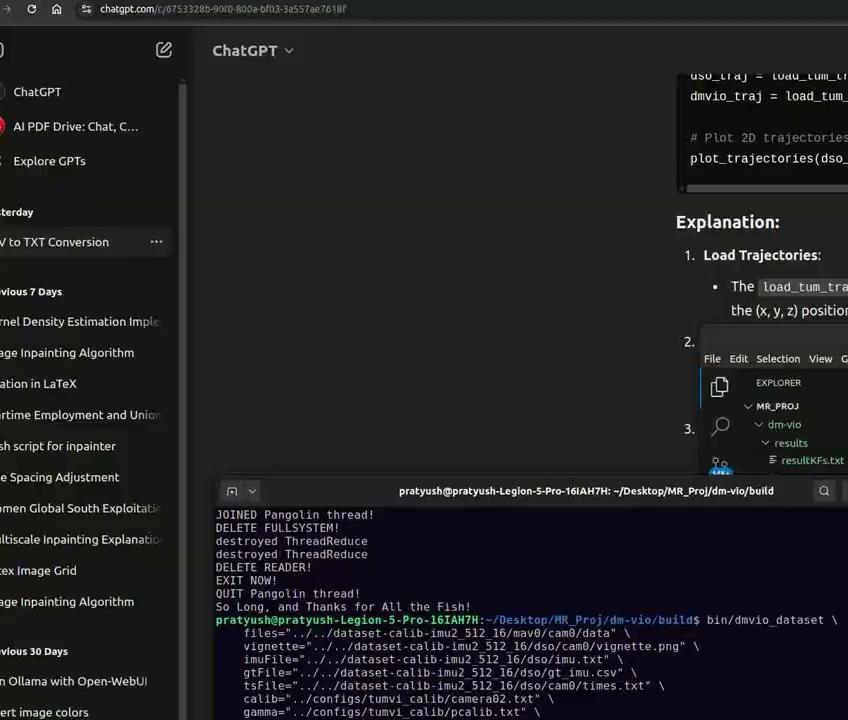 chatgpt.com/c/6753328b-90f0-800a-bf03-3a557ae7618f
ChatGPT
ChatGPT
AI PDF Drive: Chat, C...
Explore GPTs
sterday
V to TXT Conversion
evious 7 Days
rnel Density Estimation Imple
age Inpainting Algorithm
ation in LaTeX
artime Employment and Union
sh script for inpainter
e Spacing Adjustment
omen Global South Exploitatio
ultiscale Inpainting Explanatio
tex Image Grid
age Inpainting Algorithm
evious 30 Days
n Ollama with Open-WebUI
ert image colors
dso_traj = load_tum_tr
dmvio_traj = load_tum_
# Plot 2D trajectories
plot_trajectories(dso_
Explanation:
1. Load Trajectories:
• The load_tum_tra
the (x, y, z) position
2.
3.
File Edit Selection View G
EXPLORER
MR_PROJ
dm-vio
results
resultKFs.txt
14K+
pratyush@pratyush-Legion-5-Pro-16IAH7H: ~/Desktop/MR_Proj/dm-vio/build
JOINED Pangolin thread!
DELETE FULLSYSTEM!
destroyed ThreadReduce
destroyed ThreadReduce
DELETE READER!
EXIT NOW!
QUIT Pangolin thread!
So Long, and Thanks for All the Fish!
pratyush@pratyush-Legion-5-Pro-16IAH7H:~/Desktop/MR_Proj/dm-vio/build$ bin/dmvio_dataset \
files="../../dataset-calib-imu2_512_16/mav0/cam0/data" \
vignette="../../dataset-calib-imu2_512_16/dso/cam0/vignette.png" \
imuFile="../../dataset-calib-imu2_512_16/dso/imu.txt" \
gtFile="../../dataset-calib-imu2_512_16/dso/gt_imu.csv" \
tsFile="../../dataset-calib-imu2_512_16/dso/cam0/times.txt" \
calib="../configs/tumvi_calib/camera02.txt" \
gamma="../configs/tumvi_calib/pcalib.txt" \